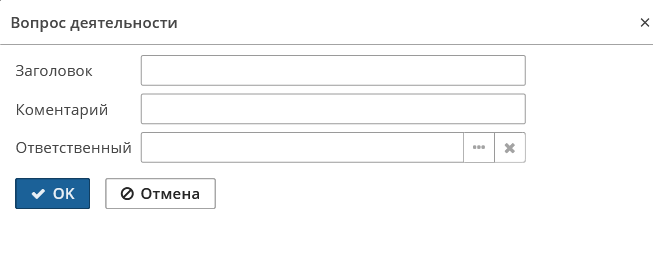 Вопрос деятельности
Заголовок
Коментарий
Ответственный
OK Отмена